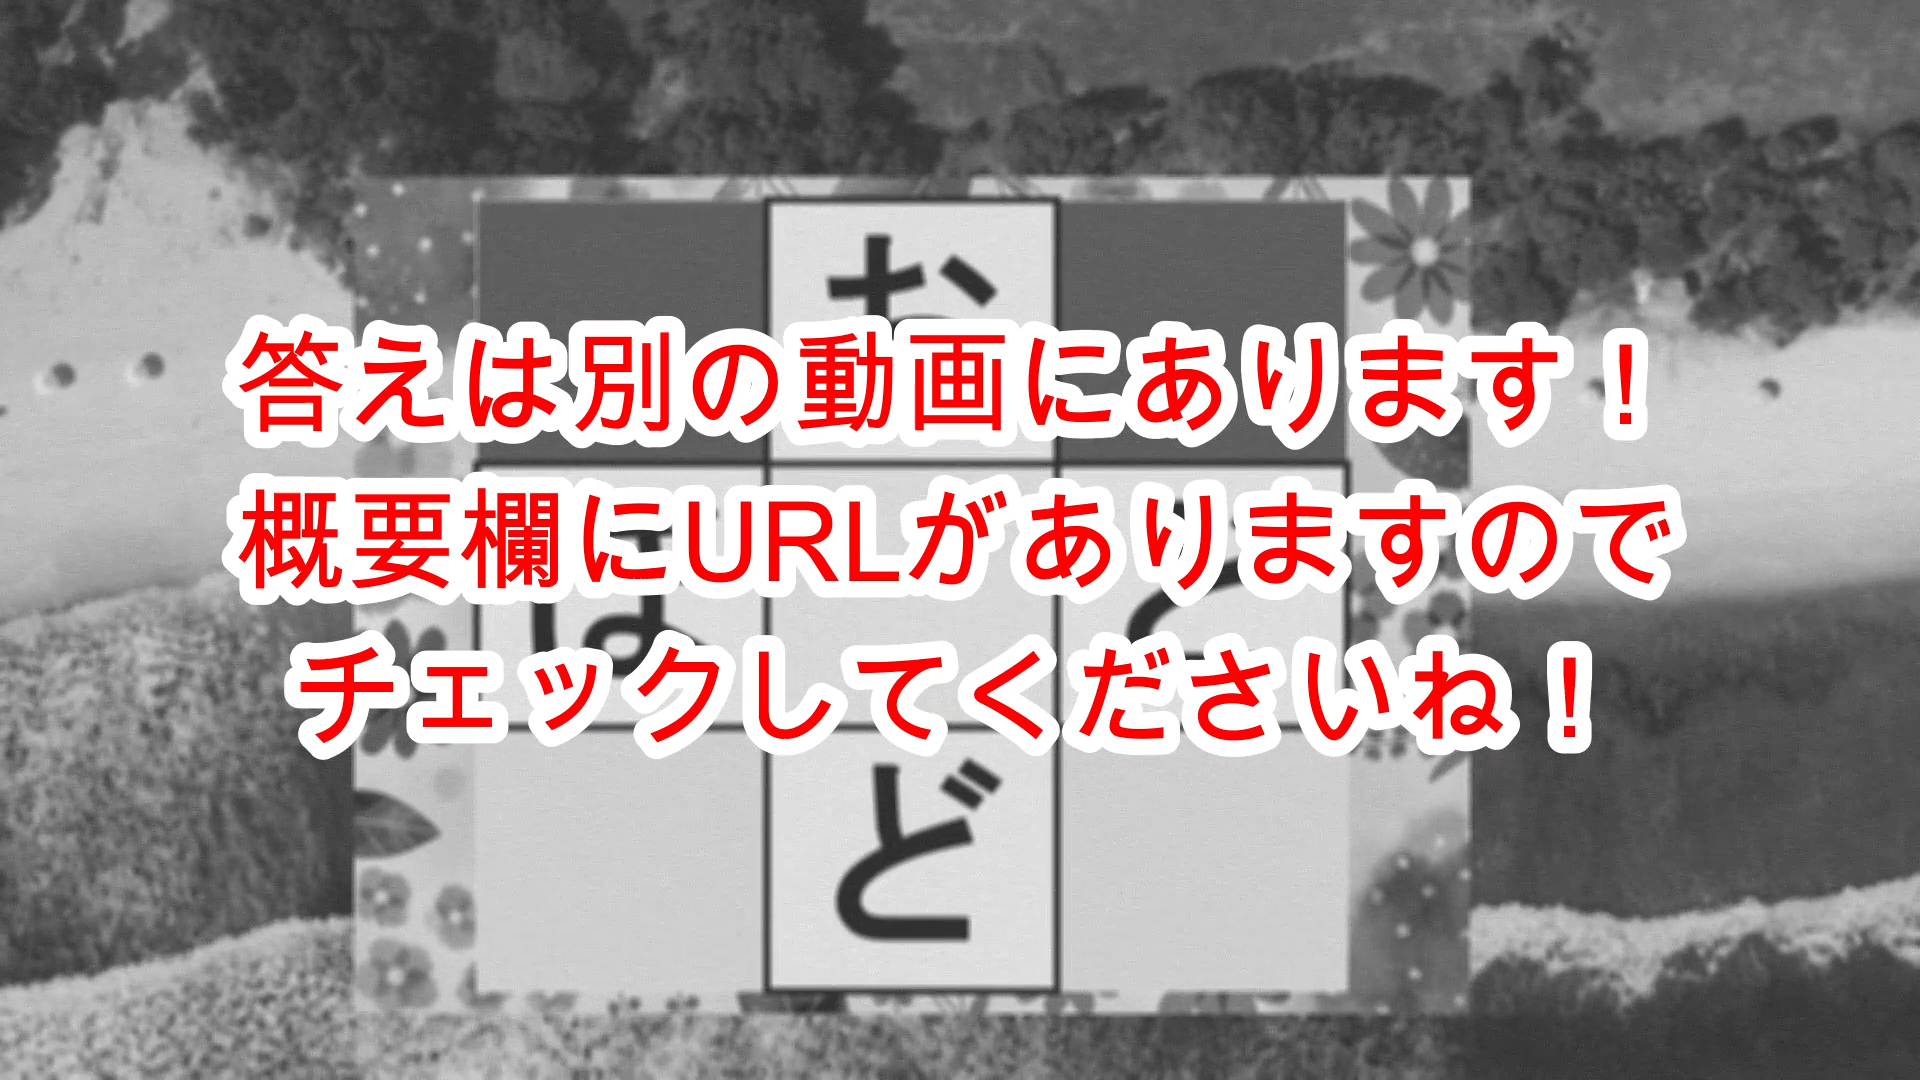 お
答えは別の動画にあります！
概要欄にURLがありますので
チェックしてくださいね！
ど